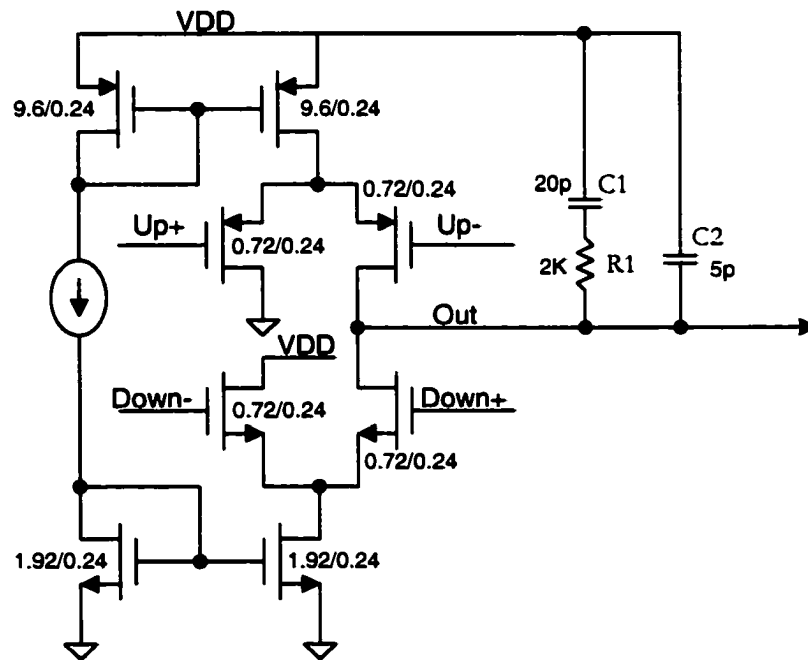 VDD
9.6/0.24
9.6/0.24
0.72/0.24
20p
C1
Up+
0.72/0.24
Up-
C2
2K
R1
5p
Out
VDD
Down-
0.72/0.24
Down+
0.72/0.24
1.92/0.24
1.92/0.24